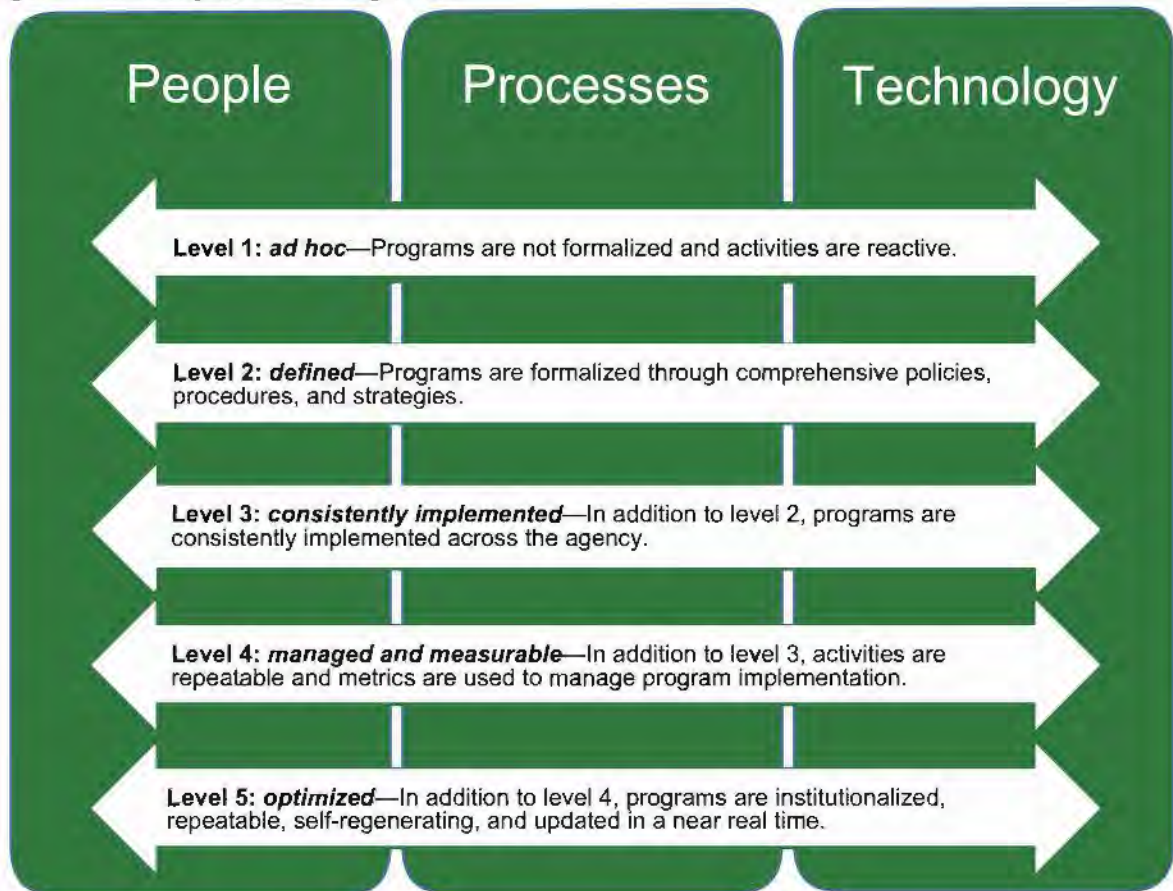 People
Processes
Technology
Level 1: ad hoc—Programs are not formalized and activities are reactive.
Level 2: defined—Programs are formalized through comprehensive policies,
procedures, and strategies.
Level 3: consistently implemented—In addition to level 2, programs are
consistently implemented across the agency.
Level 4: managed and measurable—In addition to level 3, activities are
repeatable and metrics are used to manage program implementation.
Level 5: optimized—In addition to level 4, programs are institutionalized,
repeatable, self-regenerating, and updated in a near real time.